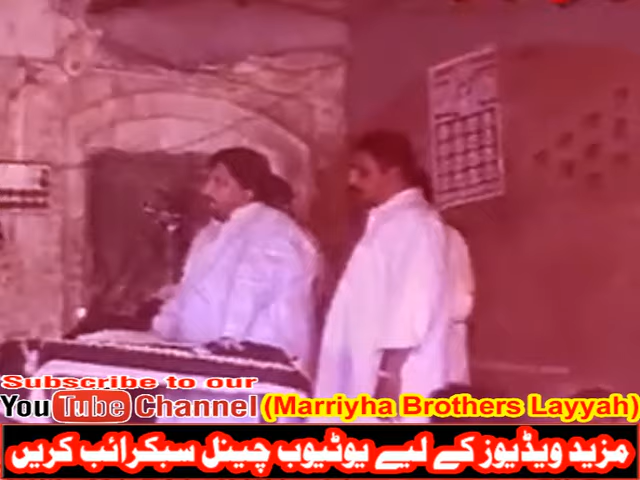 Subscribe to our
YouTube Channel (Marriyha Brothers Layyah)
مزید ویڈیوز کے لیے یوٹیوب چینل سبکرائب کریں